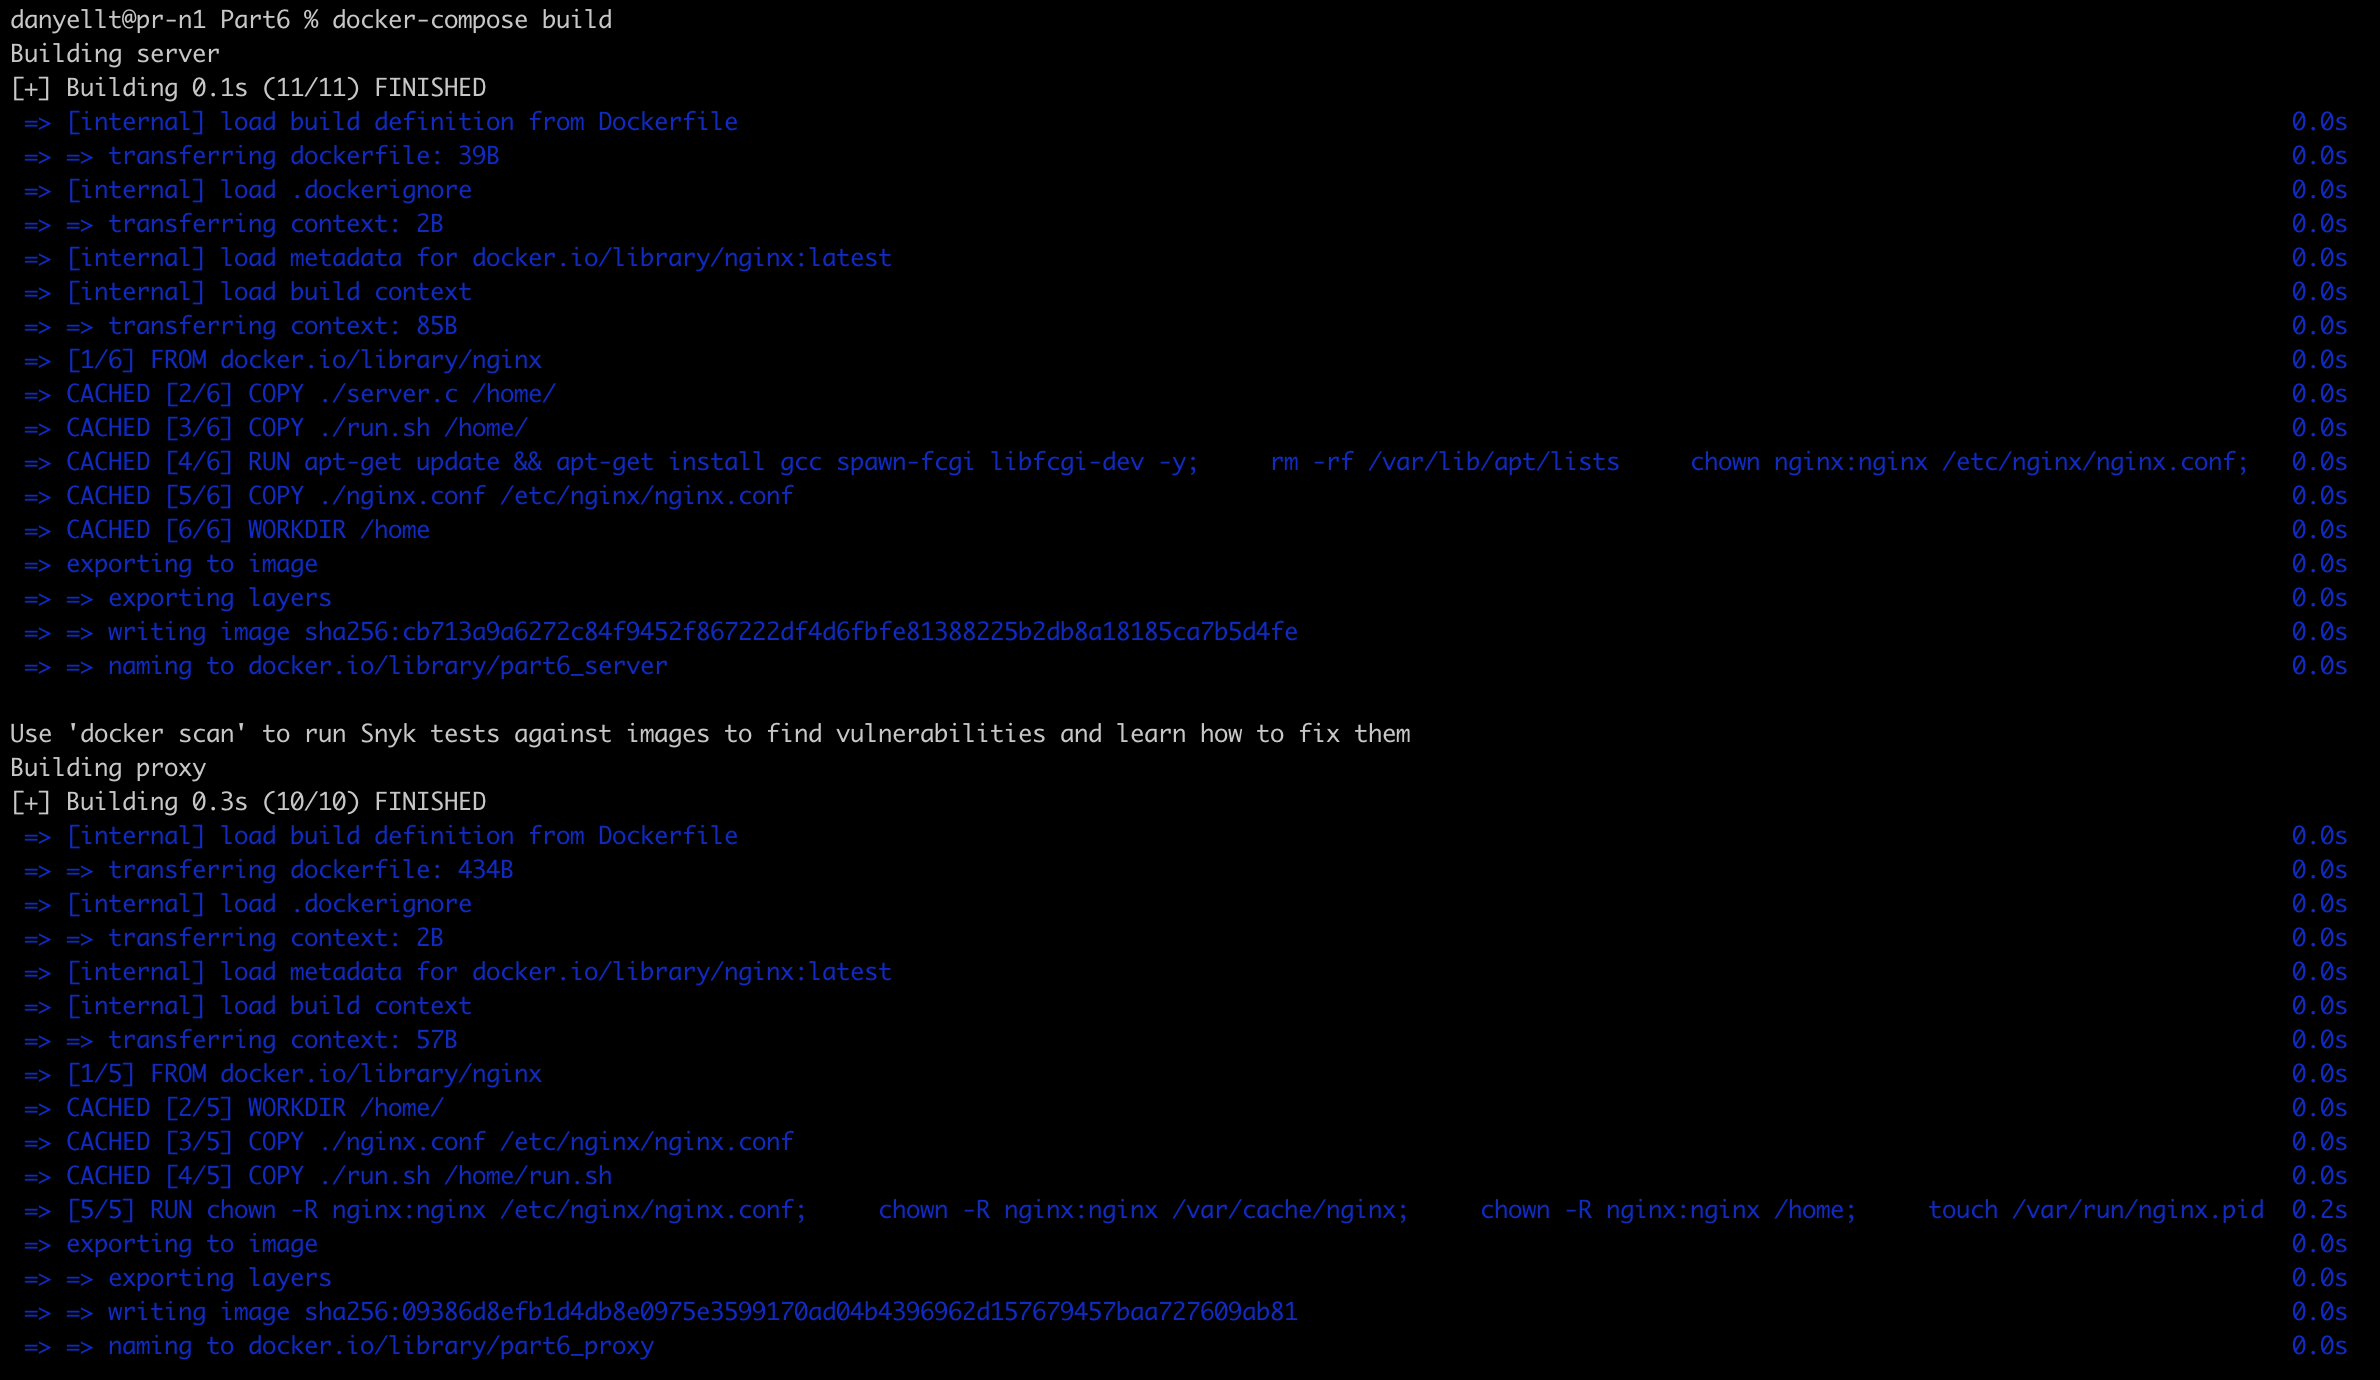 danyellt@pr-n1 Part6 % docker-compose build
Building server
[+] Building 0.1s (11/11) FINISHED
=> [internal] load build definition from Dockerfile 0.0s
=> => transferring dockerfile: 39B 0.0s
=> [internal] load .dockerignore 0.0s
=> => transferring context: 2B 0.0s
=> [internal] load metadata for docker.io/library/nginx:latest 0.0s
=> [internal] load build context 0.0s
=> => transferring context: 85B 0.0s
=> [1/6] FROM docker.io/library/nginx 0.0s
=> CACHED [2/6] COPY ./server.c /home/ 0.0s
=> CACHED [3/6] COPY ./run.sh /home/ 0.0s
=> CACHED [4/6] RUN apt-get update && apt-get install gcc spawn-fcgi libfcgi-dev -y;     rm -rf /var/lib/apt/lists     chown nginx:nginx /etc/nginx/nginx.conf; 0.0s
=> CACHED [5/6] COPY ./nginx.conf /etc/nginx/nginx.conf 0.0s
=> CACHED [6/6] WORKDIR /home 0.0s
=> exporting to image 0.0s
=> => exporting layers 0.0s
=> => writing image sha256:cb713a9a6272c84f9452f867222df4d6fbfe81388225b2db8a18185ca7b5d4fe 0.0s
=> => naming to docker.io/library/part6_server 0.0s
Use 'docker scan' to run Snyk tests against images to find vulnerabilities and learn how to fix them
Building proxy
[+] Building 0.3s (10/10) FINISHED
=> [internal] load build definition from Dockerfile 0.0s
=> => transferring dockerfile: 434B 0.0s
=> [internal] load .dockerignore 0.0s
=> => transferring context: 2B 0.0s
=> [internal] load metadata for docker.io/library/nginx:latest 0.0s
=> [internal] load build context 0.0s
=> => transferring context: 57B 0.0s
=> [1/5] FROM docker.io/library/nginx 0.0s
=> CACHED [2/5] WORKDIR /home/ 0.0s
=> CACHED [3/5] COPY ./nginx.conf /etc/nginx/nginx.conf 0.0s
=> CACHED [4/5] COPY ./run.sh /home/run.sh 0.0s
=> [5/5] RUN chown -R nginx:nginx /etc/nginx/nginx.conf;     chown -R nginx:nginx /var/cache/nginx;     chown -R nginx:nginx /home;     touch /var/run/nginx.pid 0.2s
=> exporting to image 0.0s
=> => exporting layers 0.0s
=> => writing image sha256:09386d8efb1d4db8e0975e3599170ad04b4396962d157679457baa727609ab81 0.0s
=> => naming to docker.io/library/part6_proxy 0.0s